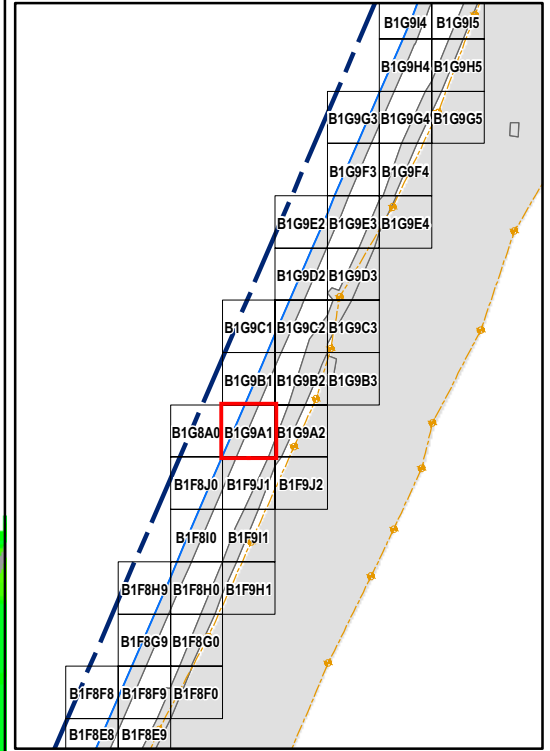 B1G9I4 B1G9I5
B1G9H4 B1G9H5
B1G9G3 B1G9G4 B1G9G5
B1G9F3 B1G9F4
B1G9E2 B1G9E3 B1G9E4
B1G9D2 B1G9D3
B1G9C1 B1G9C2 B1G9C3
B1G9B1 B1G9B2 B1G9B3
B1G8A0 B1G9A1 B1G9A2
B1F8J0 B1F9J1 B1F9J2
B1F8I0 B1F9I1
B1F8H9 B1F8H0 B1F9H1
B1F8G9 B1F8G0
B1F8F8 B1F8F9 B1F8F0
B1F8E8 B1F8E9